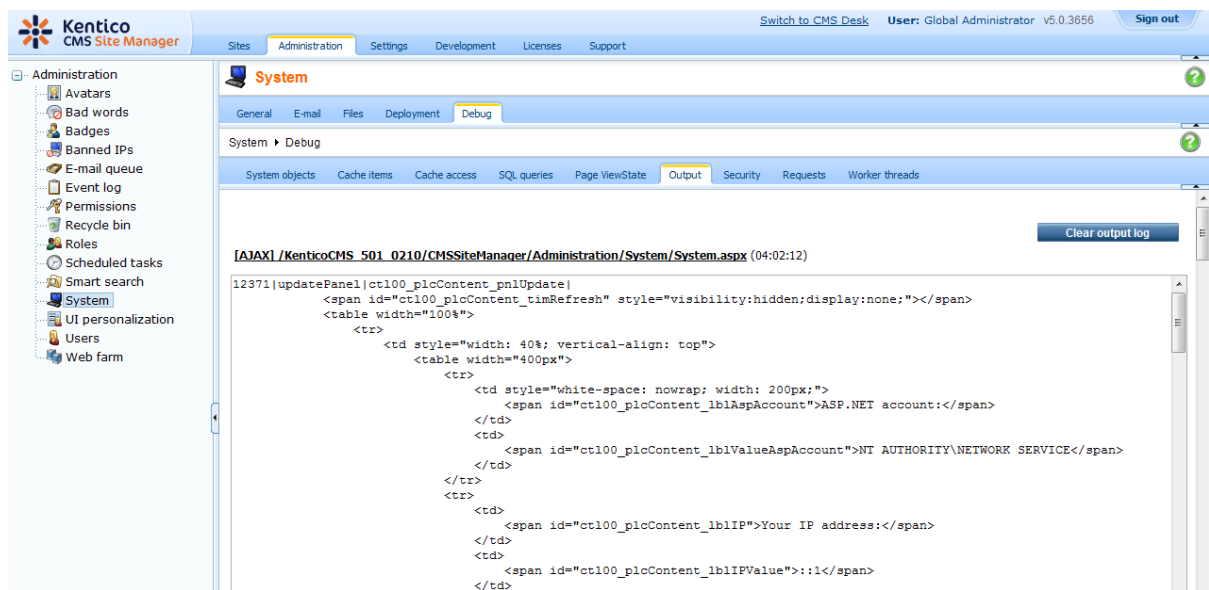 Kentico
CMS Site Manager
Switch to CMS Desk User: Global Administrator v5.0.3656 Sign out
Sites Administration Settings Development Licenses Support
Administration
Avatars
Bad words
Badges
Banned IPs
E-mail queue
Event log
Permissions
Recycle bin
Roles
Scheduled tasks
Smart search
System
UI personalization
Users
Web farm
System
General E-mail Files Deployment Debug
System Debug
System objects Cache items Cache access SQL queries Page ViewState Output Security Requests Worker threads
Clear output log
[AJAX] /KenticoCMS_501_0210/CMSSiteManager/Administration/System/System.aspx (04:02:12)
12371|updatePanel|ctl00_plcContent_pnlUpdate|
<span id="ctl00_plcContent_timRefresh" style="visibility:hidden;display:none;"></span>
<table width="100%">
<tr>
<td style="width: 40%; vertical-align: top">
<table width="400px">
<tr>
<td style="white-space: nowrap; width: 200px;">
<span id="ctl00_plcContent_lblAspAccount">ASP.NET account:</span>
</td>
<td>
<span id="ctl00_plcContent_lblValueAspAccount">NT AUTHORITY\NETWORK SERVICE</span>
</td>
</tr>
<tr>
<td>
<span id="ctl00_plcContent_lblIP">Your IP address:</span>
</td>
<td>
<span id="ctl00_plcContent_lblIPValue">::1</span>
</td>